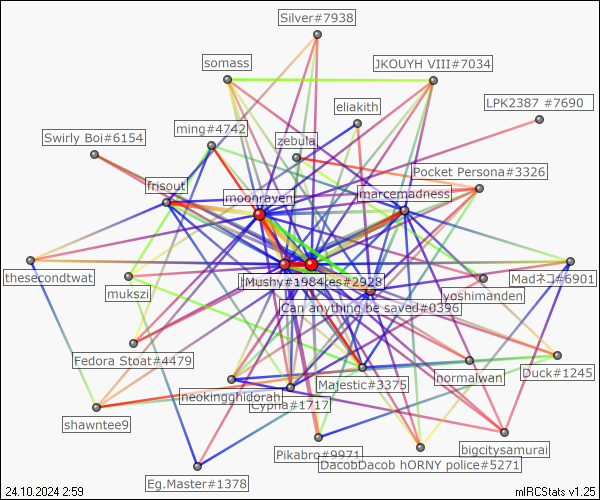 Silver#7938
somass
JKOUYH VIII#7034
LPK2387 #7690
eliakith
ming#4742
zebula
Swirly Boi#6154
Pocket Persona#3326
frisout
moonraven
marcemadness
thesecondtwat
Mushy#1984
kes#2928
Madネコ#6901
mukszi
yoshimanden
Can anything be saved#0396
Fedora Stoat#4479
Majestic#3375
hormalwan
Duck#1245
neokingghidorah
Cypha#1717
shawntee9
Pikabro#9971
bigcitysamurai
DacobDacob hORNY police#5271
Eg.Master#1378
24.10.2024 2:59
mIRCStats v1.25